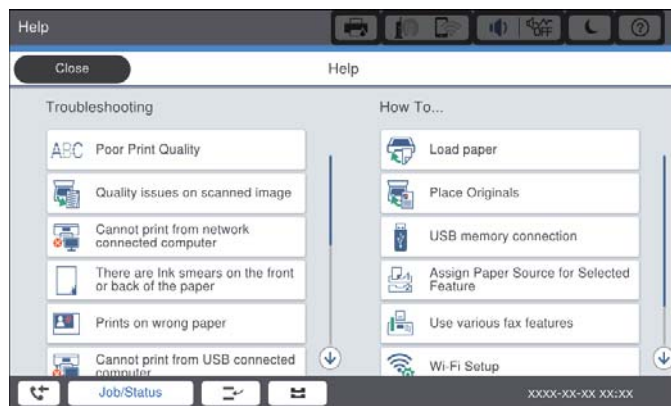 Help
OFF
?
Close
Help
Troubleshooting
ABC Poor Print Quality
Quality issues on scanned image
Cannot print from network
connected computer
There are Ink smears on the front
or back of the paper
Prints on wrong paper
Cannot print from USB connected
computer
How To...
Load paper
Place Originals
USB memory connection
Assign Paper Source for Selected
Feature
Use various fax features
Wi-Fi Setup
Job/Status
xxxx-xx-xx xx:xx